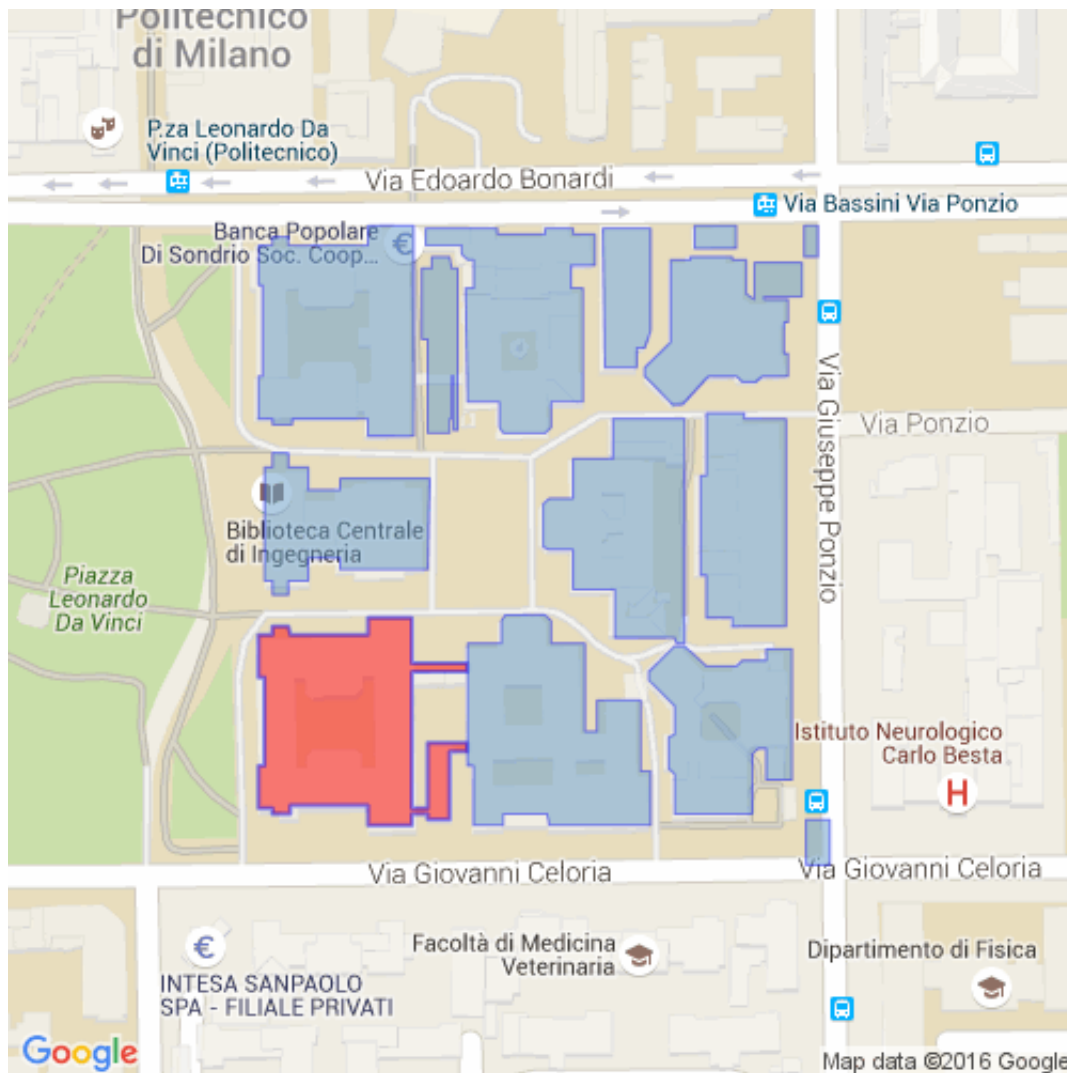 Politecnico
di Milano
P.za Leonardo Da
Vinci (Politecnico)
Via Edoardo Bonardi
Via Bassini Via Ponzio
Banca Popolare
Di Sondrio Soc. Coop...
€
Via Giuseppe Ponzio
Via Ponzio
Biblioteca Centrale
di Ingegneria
Piazza
Leonardo
Da Vinci
Istituto Neurologico
Carlo Besta
H
Via Giovanni Celoria
Via Giovanni Celoria
€
INTESA SANPAOLO
SPA - FILIALE PRIVATI
Facoltà di Medicina
Veterinaria
Dipartimento di Fisica
Google
Map data ©2016 Google